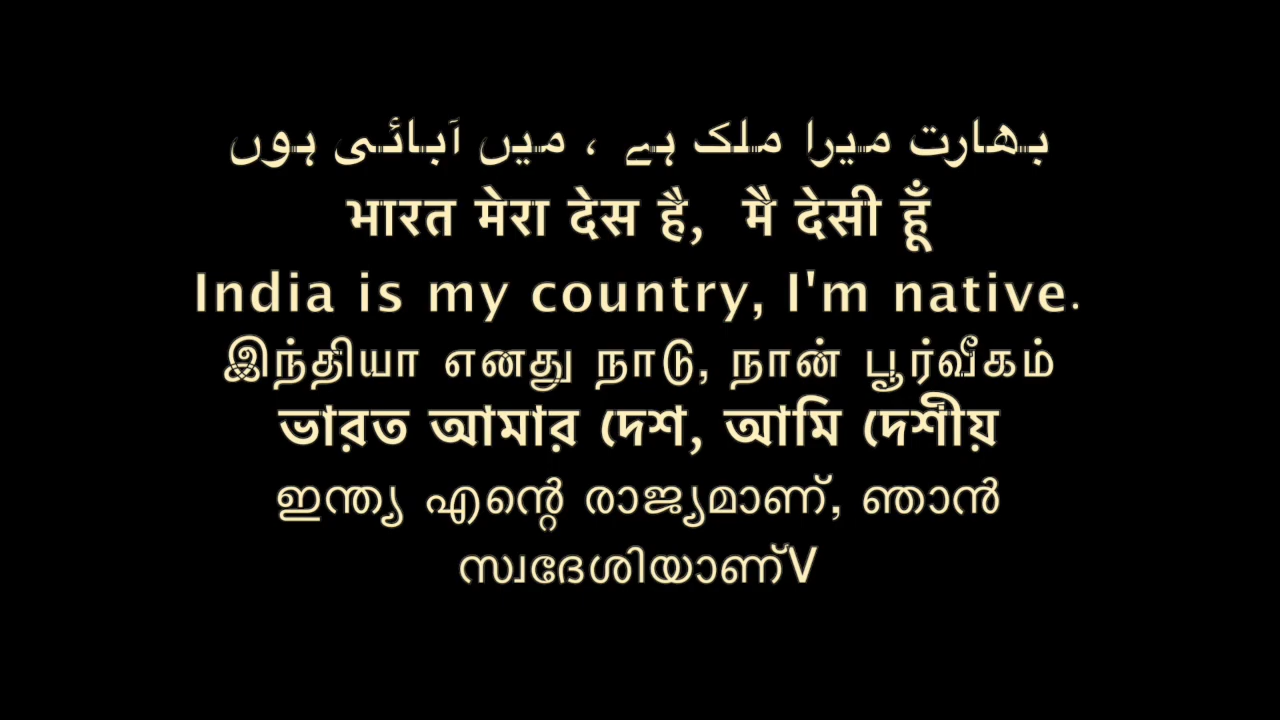 بھارت میرا ملک ہے ، میں آبائی ہوں
भारत मेरा देस है, मै देसी हूँ
India is my country, I'm native.
இந்தியா எனது நாடு, நான் பூர்வீகம்
ভারত আমার দেশ, আমি দেশীয়
ഇന്ത്യ എന്റെ രാജ്യമാണ്, ഞാൻ
സ്വദേശിയാണ്V